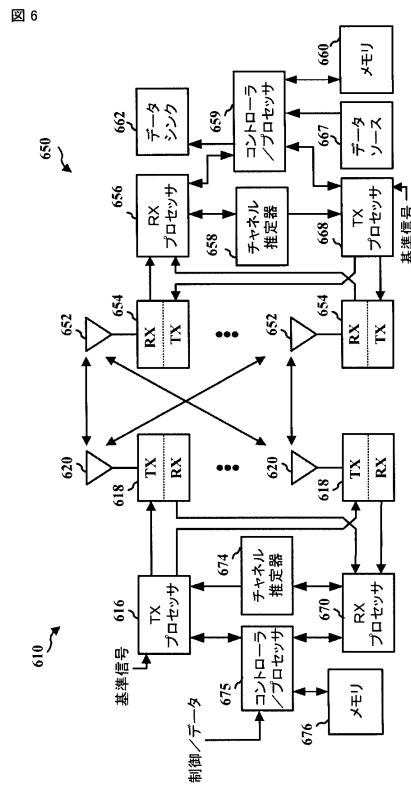 図 6
610
基準信号
616
TX
プロセッサ
制御／データ
675
コントローラ
／プロセッサ
676
メモリ
674
チャネル
推定器
670
RX
プロセッサ
620
618
TX
RX
620
618
TX
RX
650
652
654
RX
TX
652
654
RX
TX
656
RX
プロセッサ
658
チャネル
推定器
668
TX
プロセッサ
基準信号
662
データ
シンク
659
コントローラ
／プロセッサ
660
メモリ
667
データ
ソース